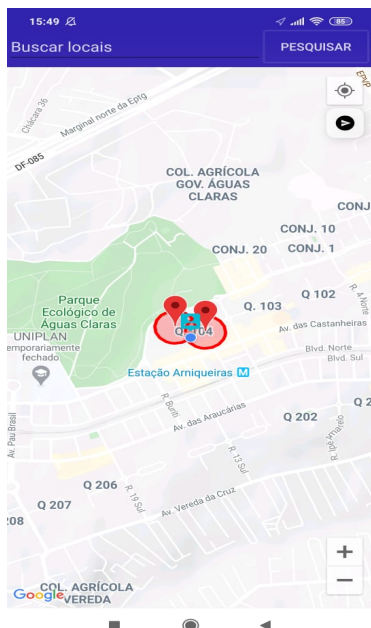 15:49
85
Buscar locais
PESQUISAR
EPVP
Chácara 36
Marginal norte da Eptg
DF-085
COL. AGRÍCOLA
GOV. ÁGUAS
CLARAS
CONJ
CONJ. 10
CONJ. 20
CONJ. 1
Parque
Ecológico de
Águas Claras
Q 102
R. 4 Norte
Q. 103
Q. 104
Av. das Castanheiras
UNIPLAN
emporariamente
fechado
Blvd. Norte
Blvd. Sul
Estação Arniqueiras M
R. Buriti
Av. das Araucárias
Q 2
Q 202
Av. Pau Brasil
R. 13 Sul
Q 206
R. 19 Sul
Av. Vereda da Cruz
Q 207
208
+
−
COL. AGRÍCOLA
Google
VEREDA